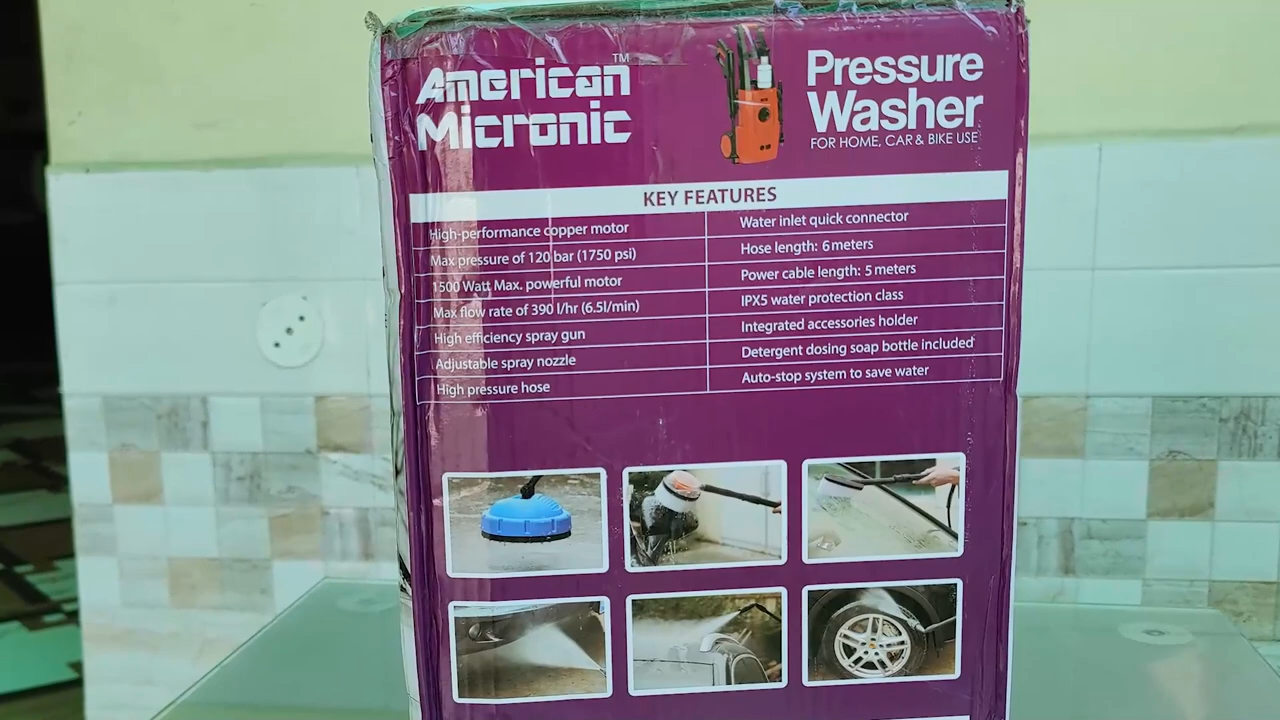 American™
Micronic
Pressure
Washer
FOR HOME, CAR & BIKE USE
KEY FEATURES
High-performance copper motor
Max pressure of 120 bar (1750 psi)
1500 Watt Max. powerful motor
Max flow rate of 390 l/hr (6.5l/min)
High efficiency spray gun
Adjustable spray nozzle
High pressure hose
Water inlet quick connector
Hose length: 6 meters
Power cable length: 5 meters
IPX5 water protection class
Integrated accessories holder
Detergent dosing soap bottle included
Auto-stop system to save water